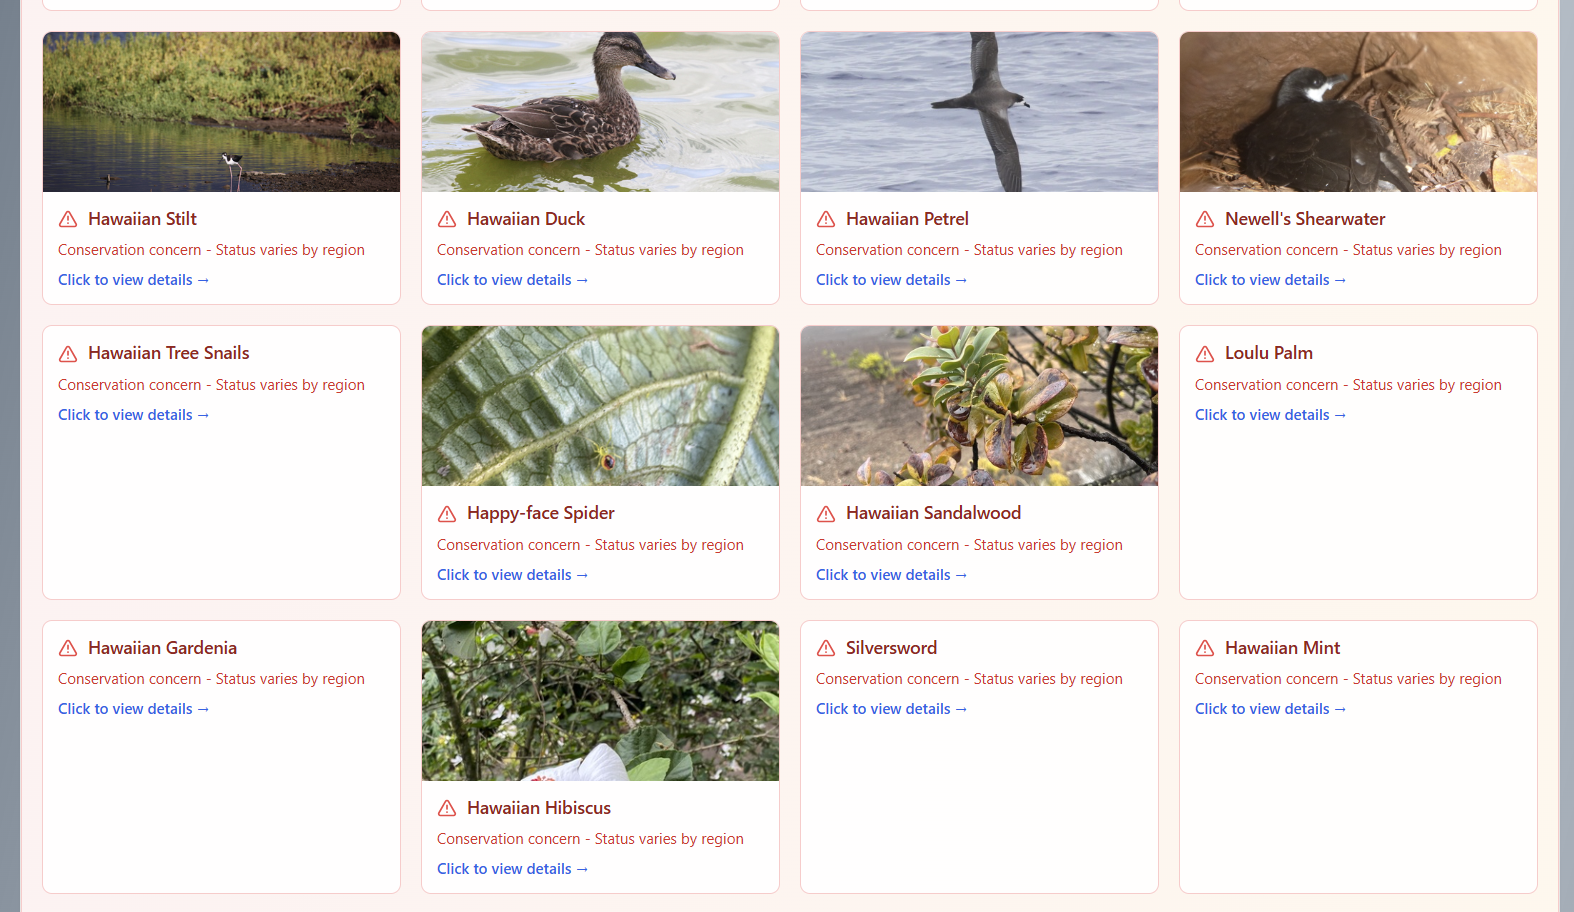 Hawaiian Stilt
Conservation concern - Status varies by region
Click to view details →
Hawaiian Duck
Conservation concern - Status varies by region
Click to view details →
Hawaiian Petrel
Conservation concern - Status varies by region
Click to view details →
Newell's Shearwater
Conservation concern - Status varies by region
Click to view details →
Hawaiian Tree Snails
Conservation concern - Status varies by region
Click to view details →
Happy-face Spider
Conservation concern - Status varies by region
Click to view details →
Hawaiian Sandalwood
Conservation concern - Status varies by region
Click to view details →
Loulu Palm
Conservation concern - Status varies by region
Click to view details →
Hawaiian Gardenia
Conservation concern - Status varies by region
Click to view details →
Hawaiian Hibiscus
Conservation concern - Status varies by region
Click to view details →
Silversword
Conservation concern - Status varies by region
Click to view details →
Hawaiian Mint
Conservation concern - Status varies by region
Click to view details →